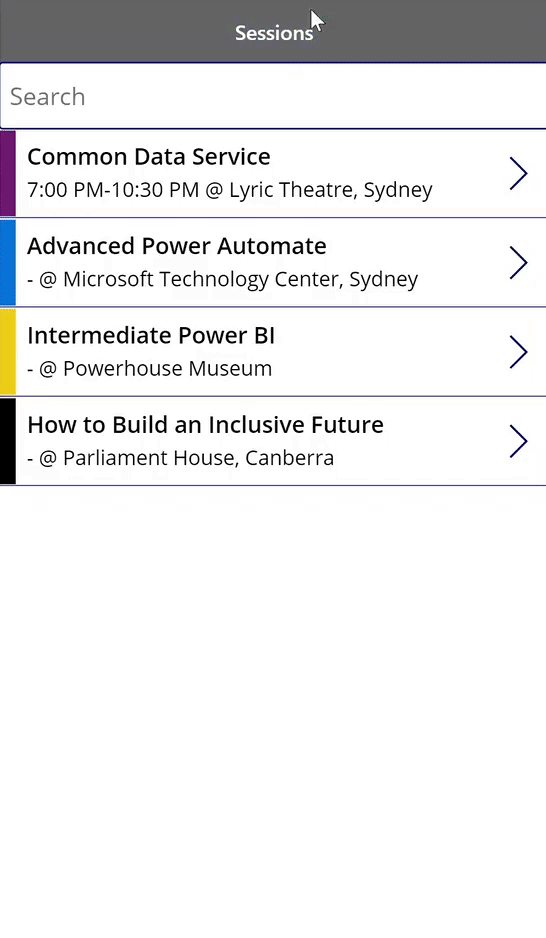 Sessions
Search
Common Data Service
7:00 PM-10:30 PM @ Lyric Theatre, Sydney
Advanced Power Automate
- @ Microsoft Technology Center, Sydney
Intermediate Power BI
- @ Powerhouse Museum
How to Build an Inclusive Future
- @ Parliament House, Canberra